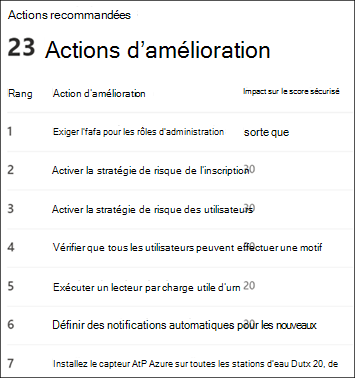 Actions recommandées
23 Actions d'amélioration
Rang Action d'amélioration Impact sur le score sécurisé
1 Exiger l'fafa pour les rôles d'administration sorte que
2 Activer la stratégie de risque de l'inscription 20
3 Activer la stratégie de risque des utilisateurs
4 Vérifier que tous les utilisateurs peuvent effectuer une motif
5 Exécuter un lecteur par charge utile d'um 20
6 Définir des notifications automatiques pour les nouveaux
7 Installez le capteur AtP Azure sur toutes les stations d'eau Dutx 20, de